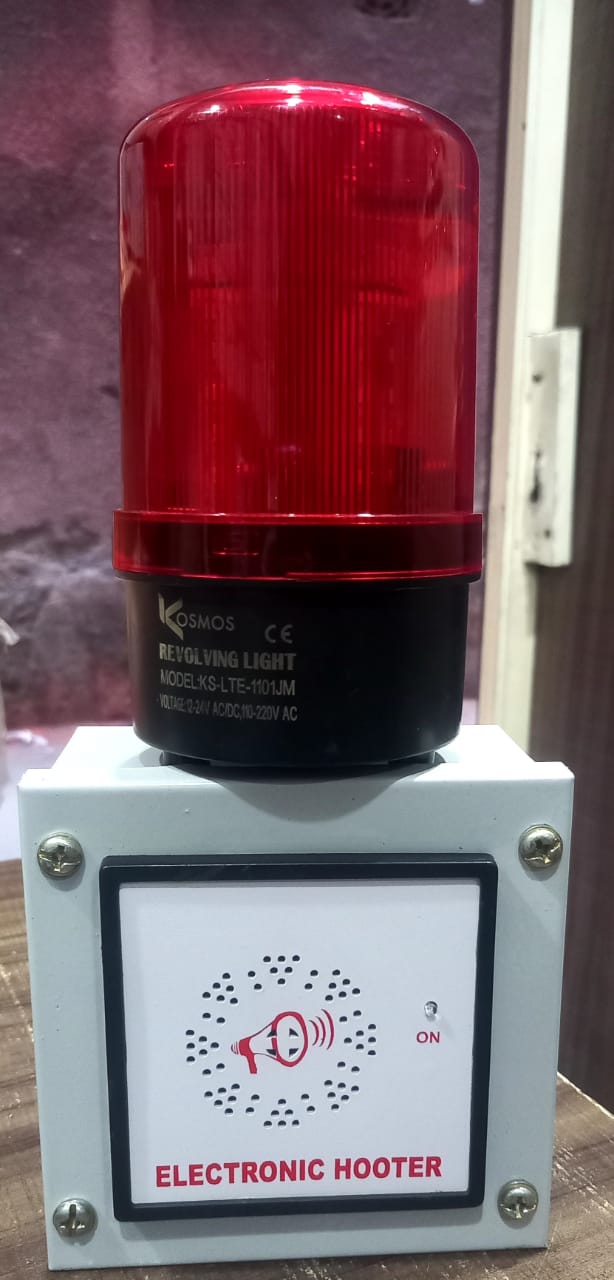 KOSMOS CE
REVOLVING LIGHT
MODEL:KS-LTE-1101JM
VOLTAGE:12-24V AC/DC,110-220V AC
ON
ELECTRONIC HOOTER